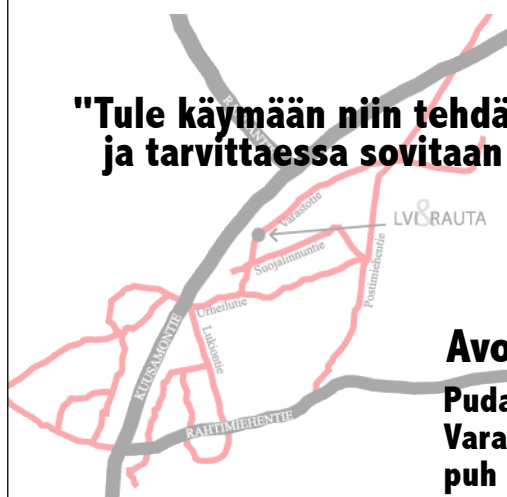 "Tule käymään niin tehdä
ja tarvittaessa sovitaan
Varastotie
LVI & RAUTA
Suojalinnuntie
Postimiehentie
Urheilutie
Lukiontie
KUUSAMONTIE
RAHTIMIEHENTIE
Avo
Puda
Vara
puh